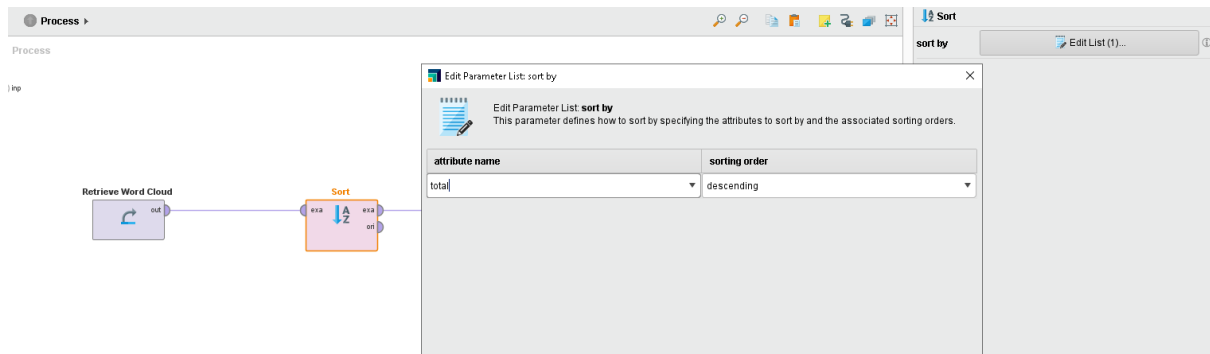 Process
Sort
Process
sort by
Edit List (1)...
inp
Edit Parameter List: sort by
Edit Parameter List: sort by
This parameter defines how to sort by specifying the attributes to sort by and the associated sorting orders.
attribute name
sorting order
total
descending
Retrieve Word Cloud
out
Sort
exa
A
Z
exa
ori